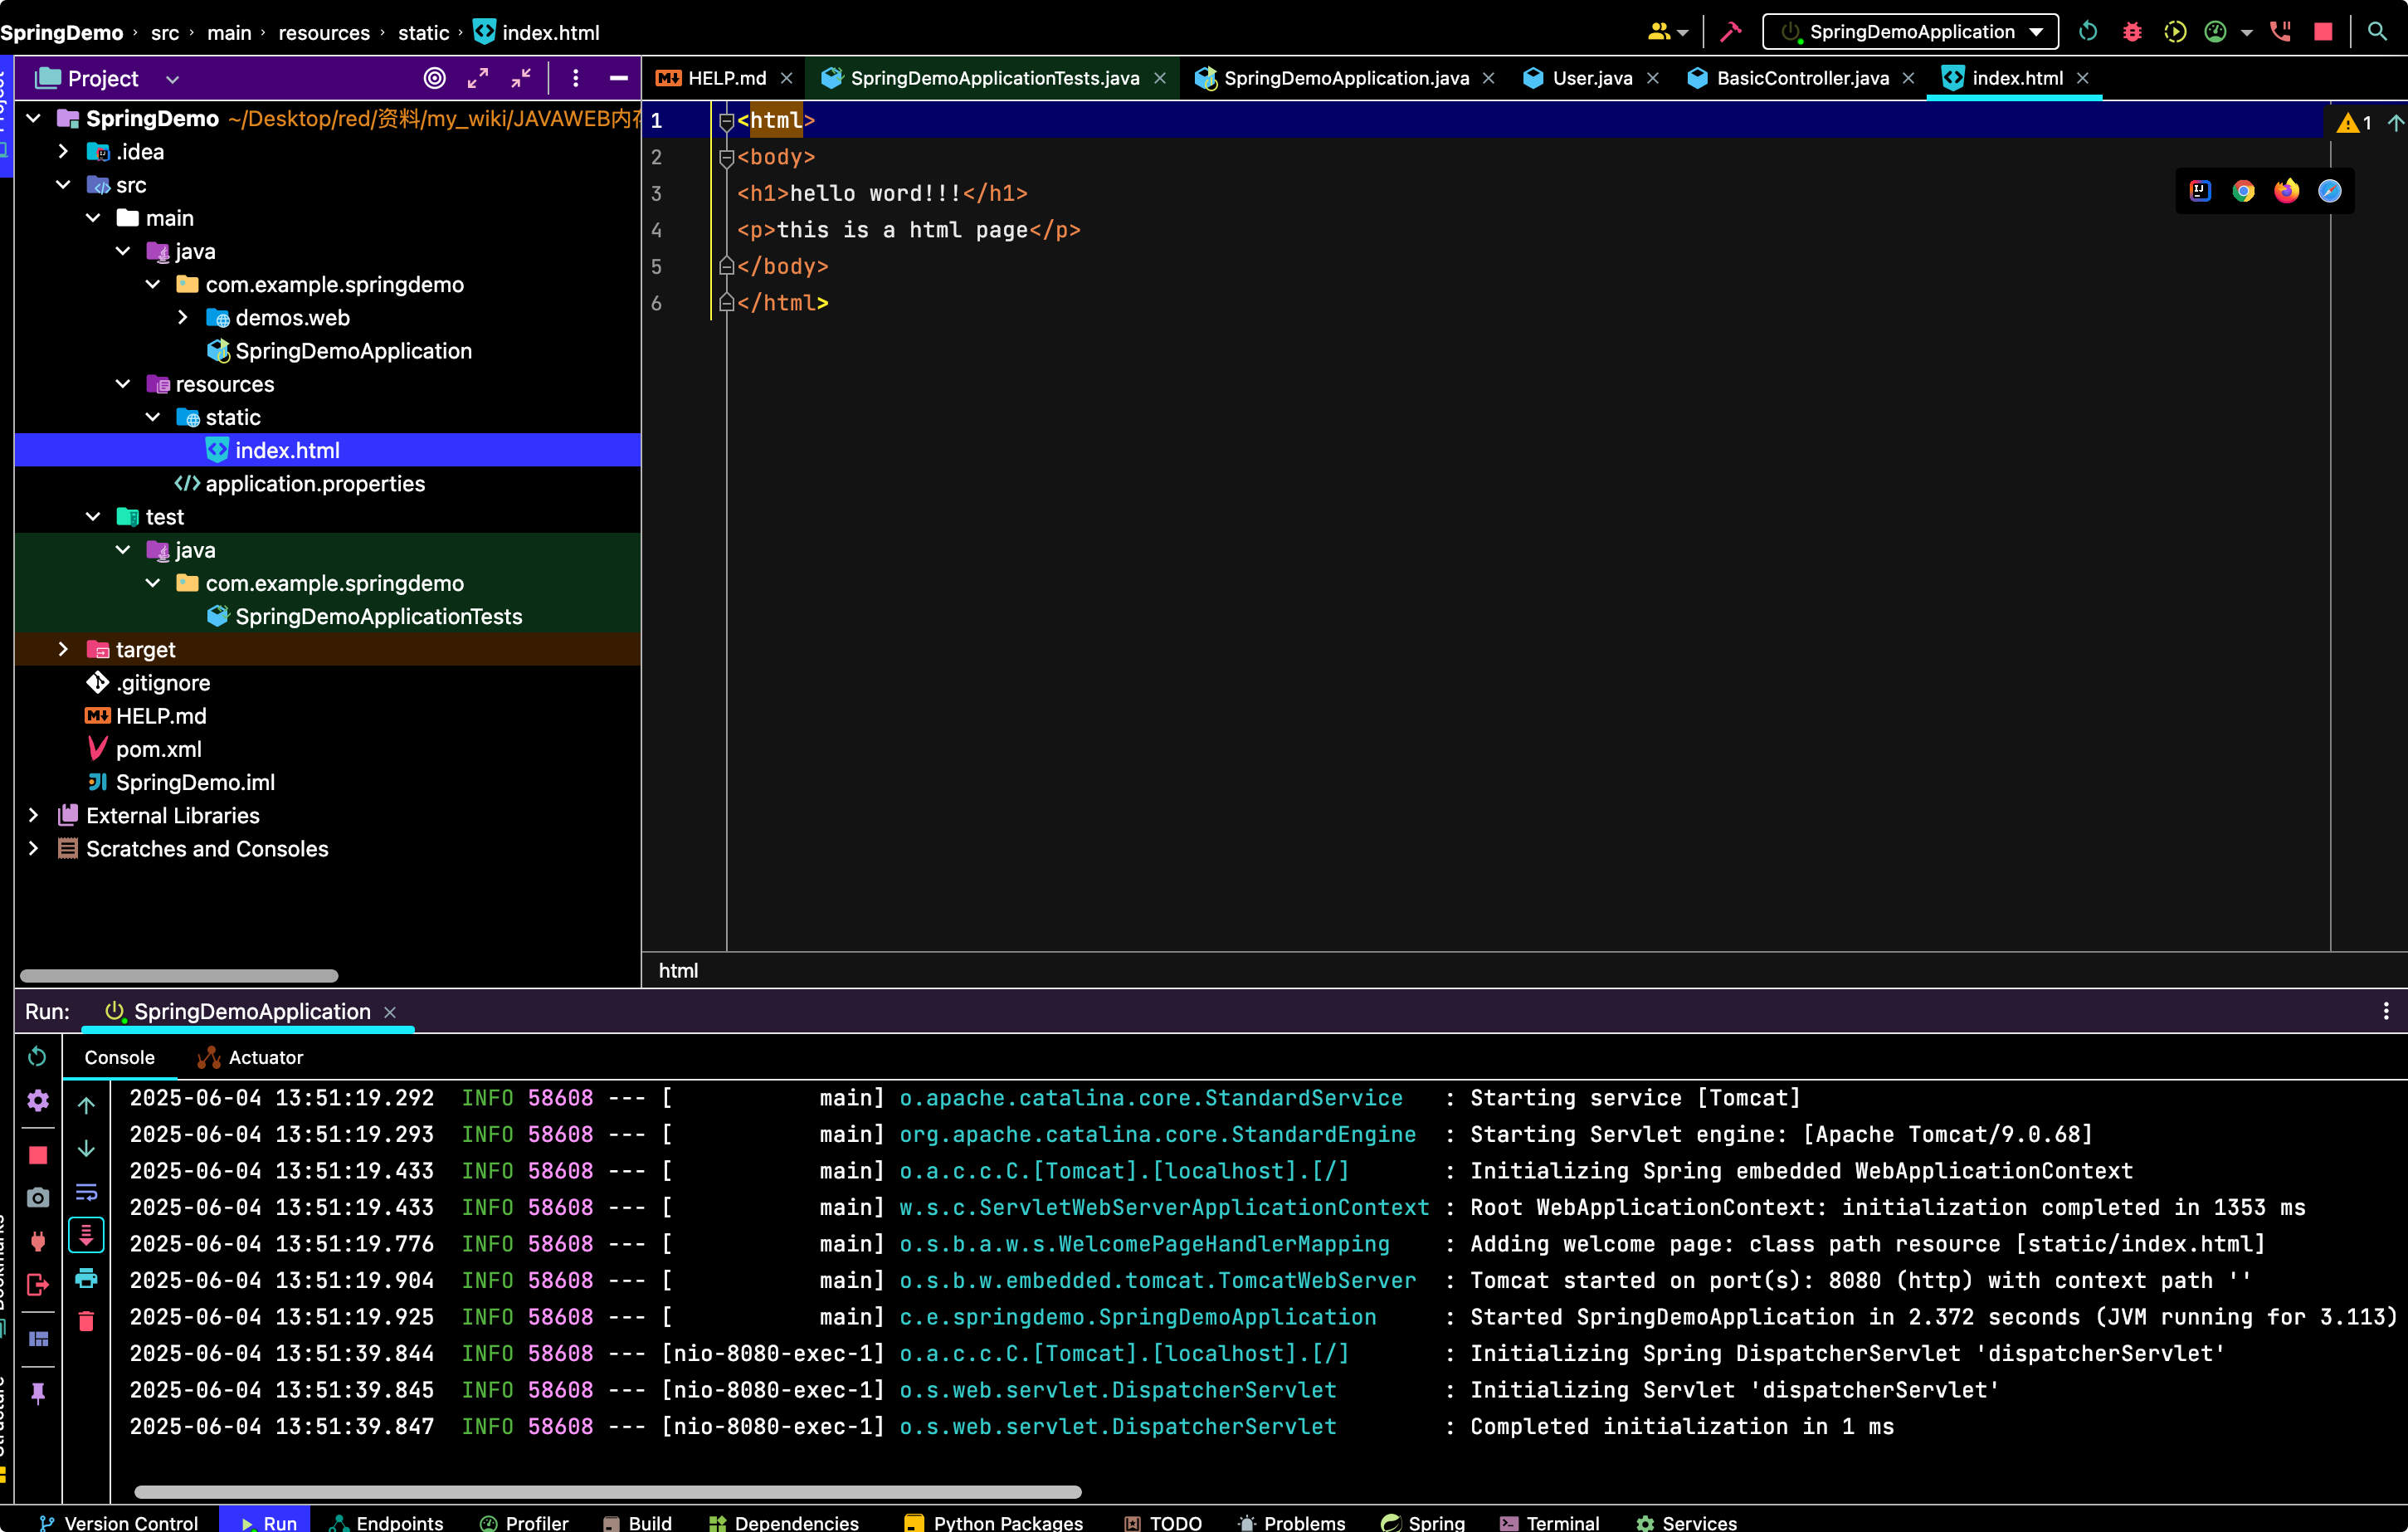 SpringDemo › src › main › resources › static › index.html
SpringDemoApplication
Project
HELP.md
SpringDemoApplicationTests.java
SpringDemoApplication.java
User.java
BasicController.java
index.html
SpringDemo ~/Desktop/red/资料/my_wiki/JAVAWEB内存
.idea
src
main
java
com.example.springdemo
demos.web
SpringDemoApplication
resources
static
index.html
application.properties
test
java
com.example.springdemo
SpringDemoApplicationTests
target
.gitignore
HELP.md
pom.xml
SpringDemo.iml
External Libraries
Scratches and Consoles
1 <html>
2 <body>
3 <h1>hello word!!!</h1>
4 <p>this is a html page</p>
5 </body>
6 </html>
1
html
Run: SpringDemoApplication
Console Actuator
2025-06-04 13:51:19.292 INFO 58608 --- [ main] o.apache.catalina.core.StandardService : Starting service [Tomcat]
2025-06-04 13:51:19.293 INFO 58608 --- [ main] org.apache.catalina.core.StandardEngine : Starting Servlet engine: [Apache Tomcat/9.0.68]
2025-06-04 13:51:19.433 INFO 58608 --- [ main] o.a.c.c.C.[Tomcat].[localhost].[/] : Initializing Spring embedded WebApplicationContext
2025-06-04 13:51:19.433 INFO 58608 --- [ main] w.s.c.ServletWebServerApplicationContext : Root WebApplicationContext: initialization completed in 1353 ms
2025-06-04 13:51:19.776 INFO 58608 --- [ main] o.s.b.a.w.s.WelcomePageHandlerMapping : Adding welcome page: class path resource [static/index.html]
2025-06-04 13:51:19.904 INFO 58608 --- [ main] o.s.b.w.embedded.tomcat.TomcatWebServer : Tomcat started on port(s): 8080 (http) with context path ''
2025-06-04 13:51:19.925 INFO 58608 --- [ main] c.e.springdemo.SpringDemoApplication : Started SpringDemoApplication in 2.372 seconds (JVM running for 3.113)
2025-06-04 13:51:39.844 INFO 58608 --- [nio-8080-exec-1] o.a.c.c.C.[Tomcat].[localhost].[/] : Initializing Spring DispatcherServlet 'dispatcherServlet'
2025-06-04 13:51:39.845 INFO 58608 --- [nio-8080-exec-1] o.s.web.servlet.DispatcherServlet : Initializing Servlet 'dispatcherServlet'
2025-06-04 13:51:39.847 INFO 58608 --- [nio-8080-exec-1] o.s.web.servlet.DispatcherServlet : Completed initialization in 1 ms
Version Control Run Endpoints Profiler Build Dependencies Python Packages TODO Problems Spring Terminal Services